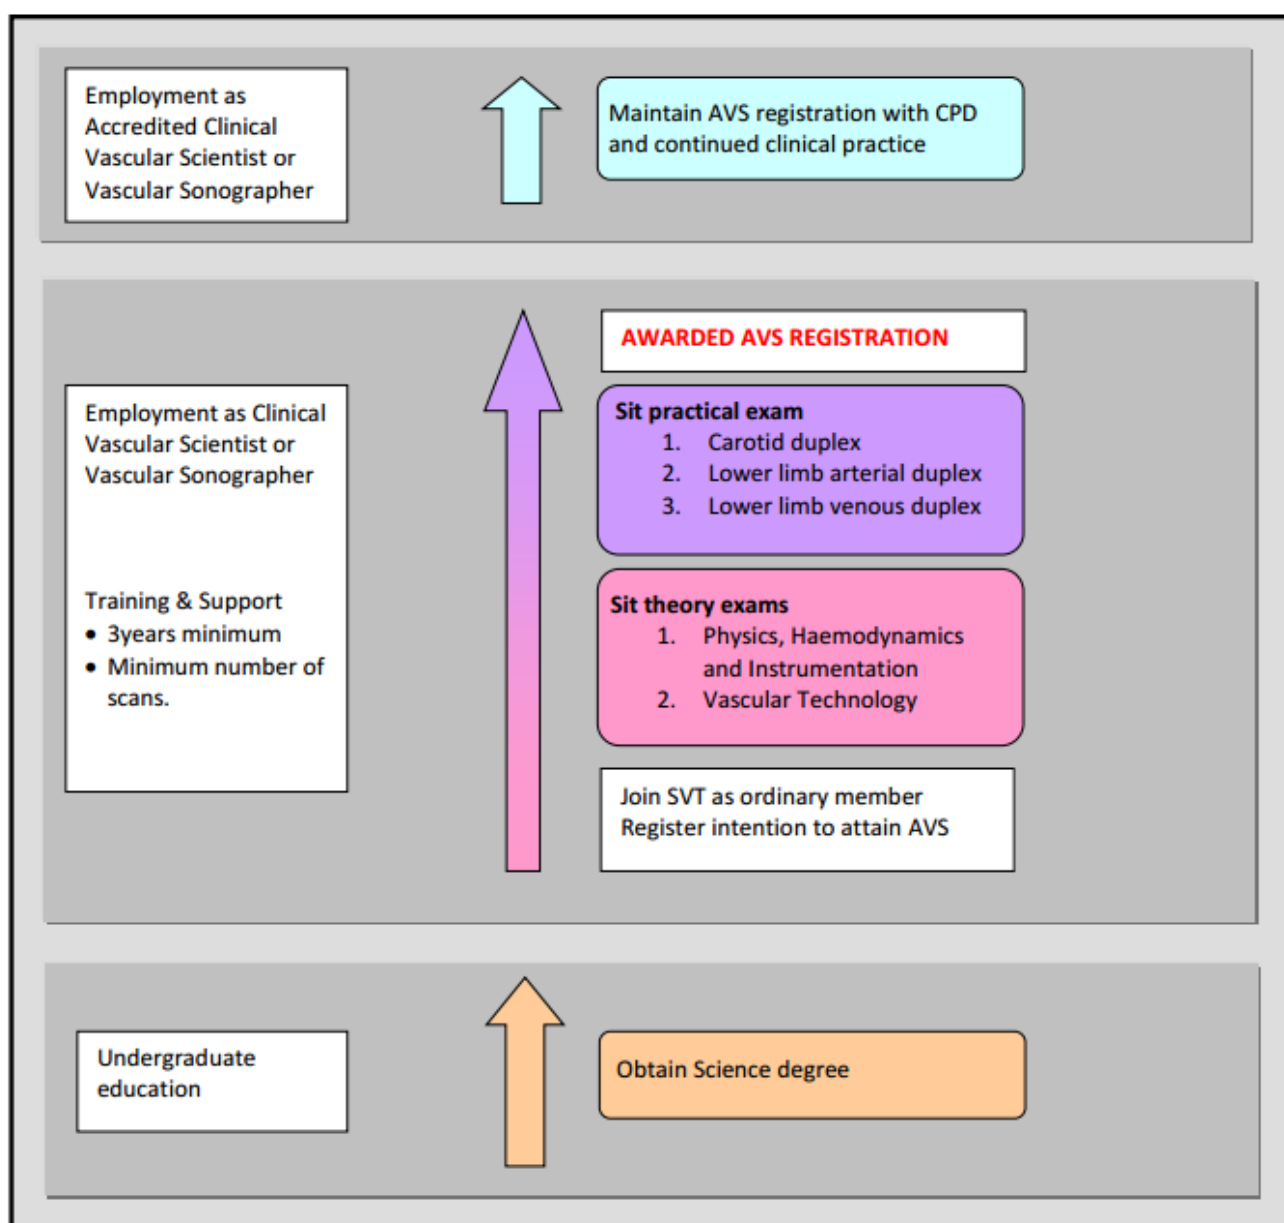 Employment as
Accredited Clinical
Vascular Scientist or
Vascular Sonographer
Maintain AVS registration with CPD
and continued clinical practice
AWARDED AVS REGISTRATION
Employment as Clinical
Vascular Scientist or
Vascular Sonographer
Training & Support
• 3years minimum
• Minimum number of
scans.
Sit practical exam
1. Carotid duplex
2. Lower limb arterial duplex
3. Lower limb venous duplex
Sit theory exams
1. Physics, Haemodynamics
and Instrumentation
2. Vascular Technology
Join SVT as ordinary member
Register intention to attain AVS
Undergraduate
education
Obtain Science degree